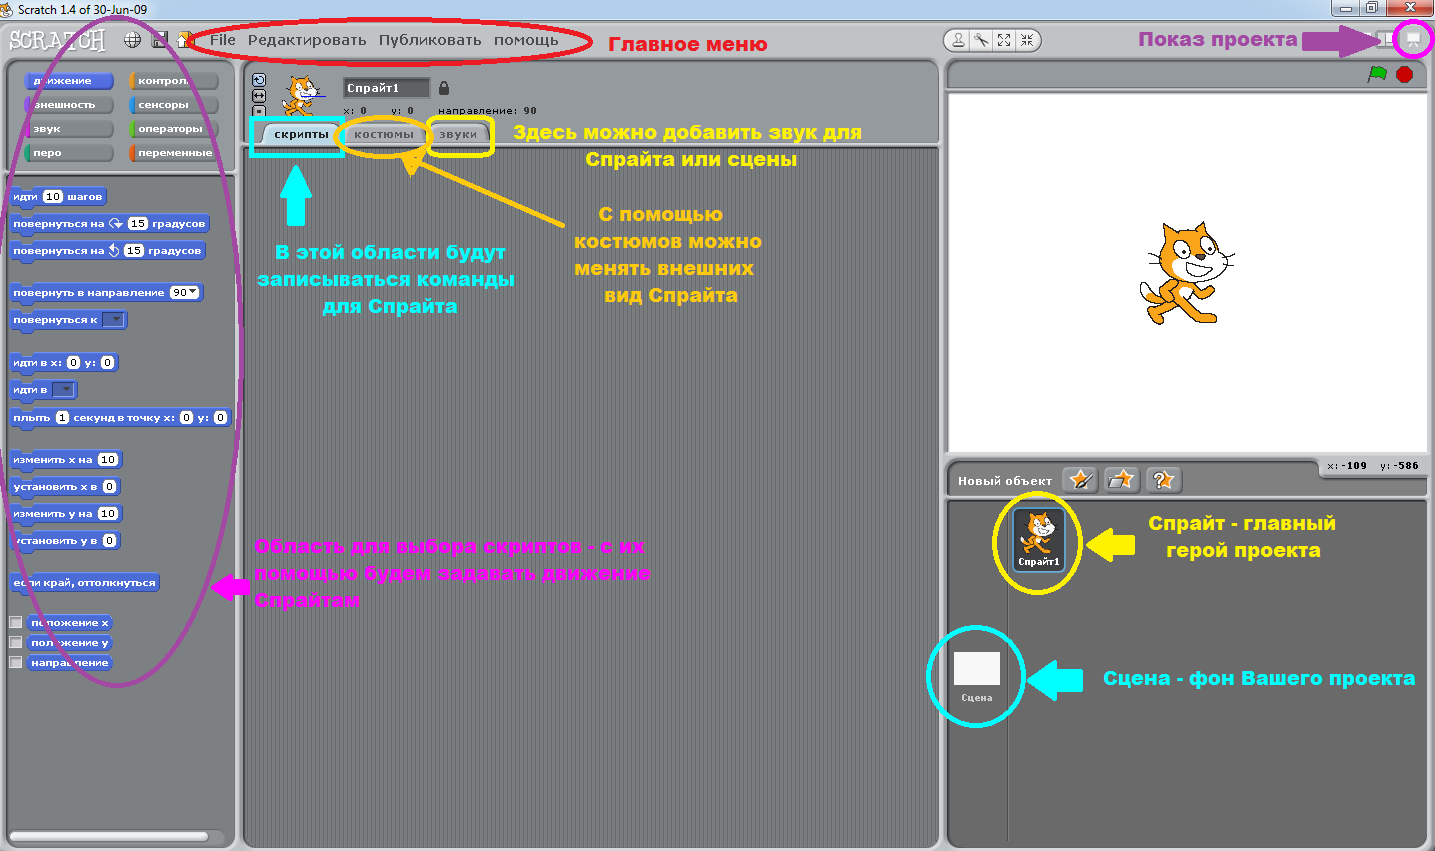 Scratch 1.4 of 30-Jun-09
SCRATCH
File Редактировать Публиковать помощь
Главное меню
Показ проекта
движение
контроль
внешность
сенсоры
звук
операторы
перо
переменные
Спрайт1
x: 0 y: 0 направление: 90
скрипты
костюмы
звуки
Здесь можно добавить звук для
Спрайта или сцены
идти 10 шагов
повернуться на 15 градусов
повернуться на 15 градусов
повернуть в направление 90
повернуться к
идти в x: 0 y: 0
идти в
плыть 1 секунд в точку x: 0 y: 0
изменить x на 10
установить x в 0
изменить y на 10
установить y в 0
если край, оттолкнуться
положение x
положение y
направление
В этой области будут
записываться команды
для Спрайта
С помощью
костюмов можно
менять внешних
вид Спрайта
Область для выбора скриптов - с их
помощью будем задавать движение
Спрайтам
x: -109 y: -586
Новый объект
Спрайт1
Спрайт - главный
герой проекта
Сцена
Сцена - фон Вашего проекта